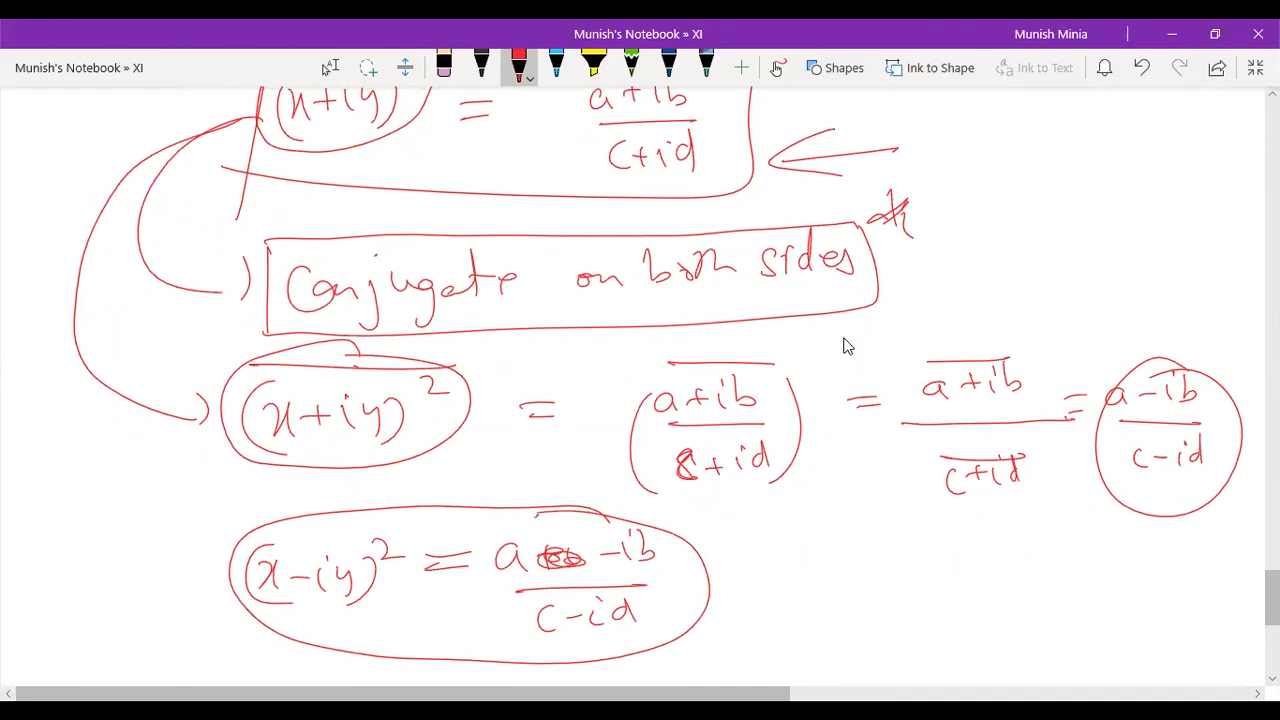 Munish's Notebook » XI
Munish Minia
Munish's Notebook » XI
Shapes
Ink to Shape
Ink to Text
(x+iy) = a+ib / c+id
Conjugate on both sides
(x+iy)² = (a+ib / c+id) = a+ib / c+id = a-ib / c-id
(x-iy)² = a -ib / c-id